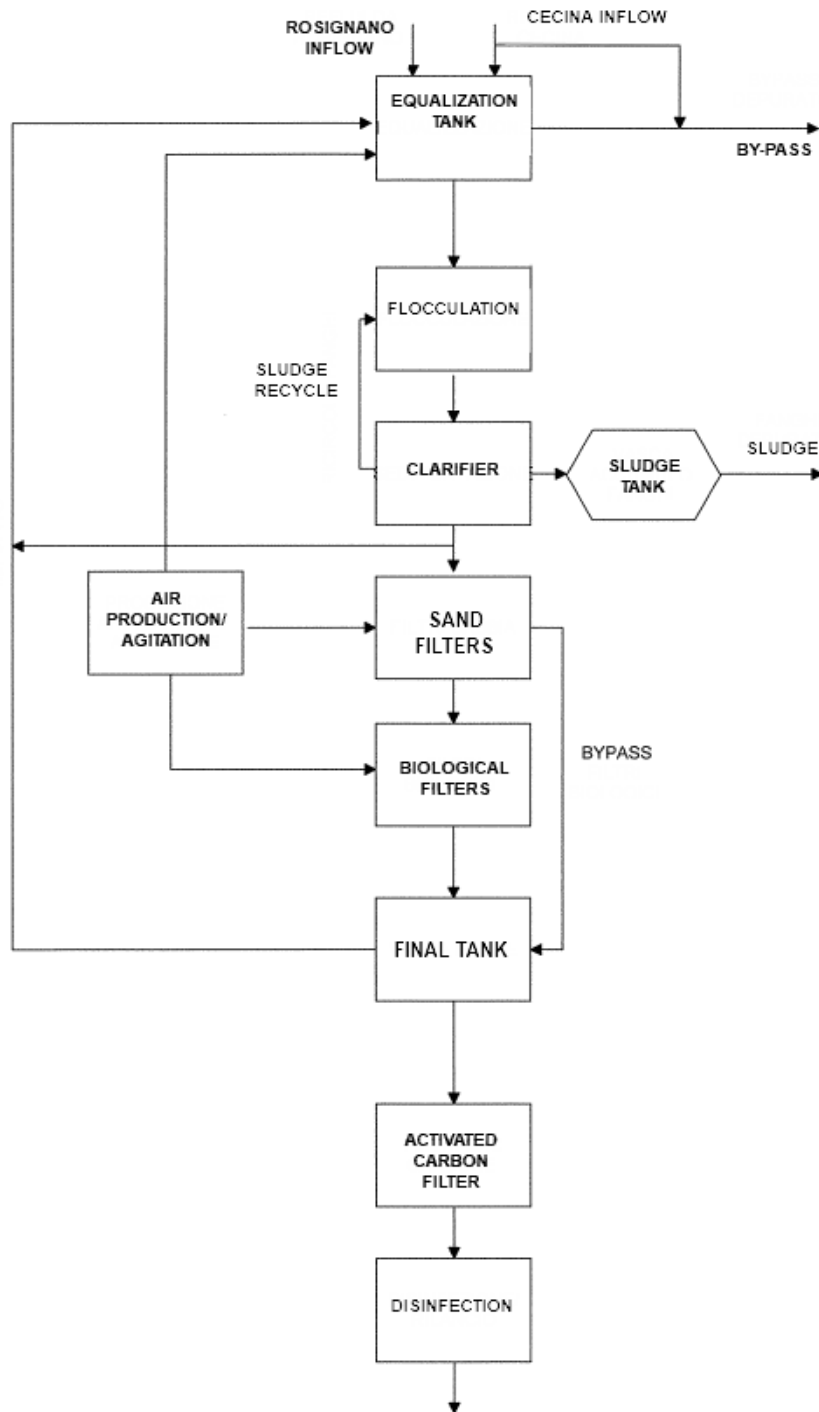 ROSIGNANO
INFLOW
CECINA INFLOW
EQUALIZATION
TANK
BY-PASS
FLOCCULATION
SLUDGE
RECYCLE
CLARIFIER
SLUDGE
TANK
SLUDGE
AIR
PRODUCTION/
AGITATION
SAND
FILTERS
BIOLOGICAL
FILTERS
BYPASS
FINAL TANK
ACTIVATED
CARBON
FILTER
DISINFECTION